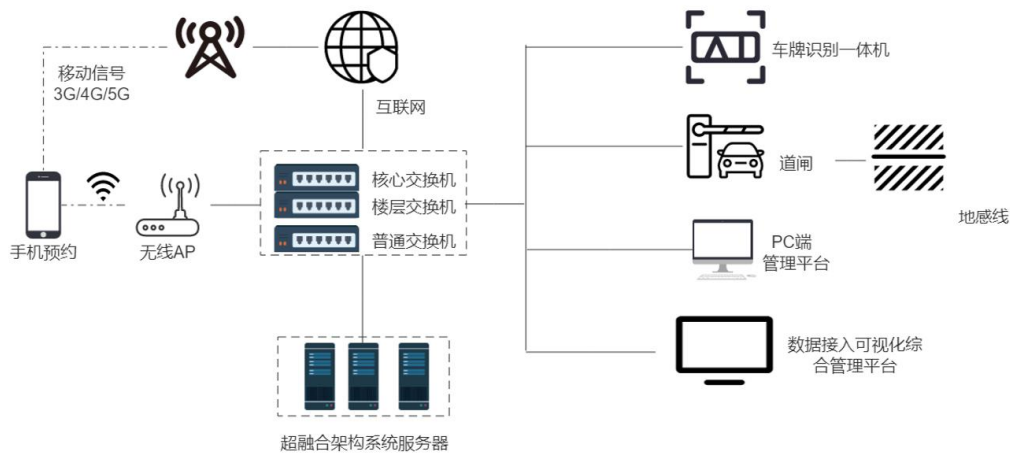 移动信号
3G/4G/5G
互联网
车牌识别一体机
道闸
地感线
核心交换机
楼层交换机
普通交换机
手机预约
无线AP
PC端
管理平台
数据接入可视化综
合管理平台
超融合架构系统服务器